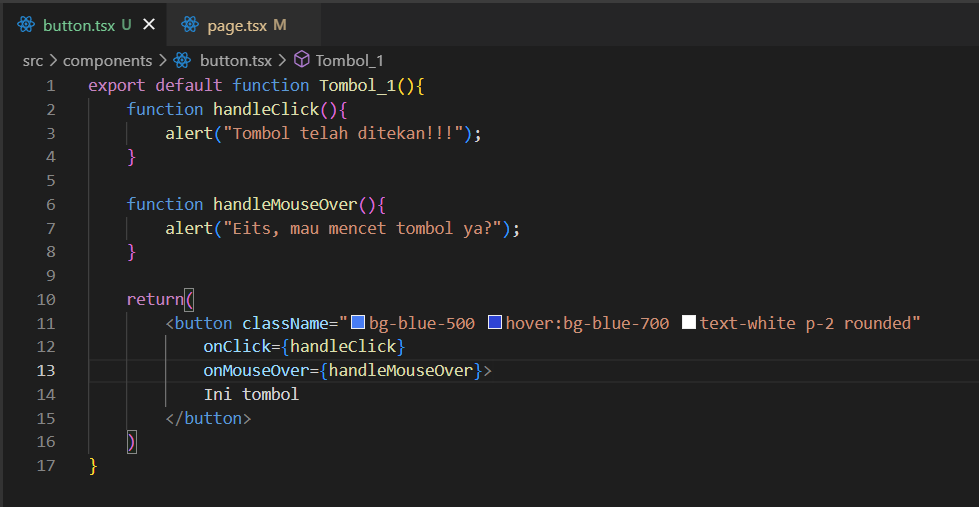 button.tsx U × page.tsx M
src > components > button.tsx > Tombol_1
1 export default function Tombol_1(){
2 function handleClick(){
3 alert("Tombol telah ditekan!!!");
4 }
5
6 function handleMouseOver(){
7 alert("Eits, mau mencet tombol ya?");
8 }
9
10 return(
11 <button className="bg-blue-500 hover:bg-blue-700 text-white p-2 rounded"
12 onClick={handleClick}
13 onMouseOver={handleMouseOver}>
14 Ini tombol
15 </button>
16 )
17 }